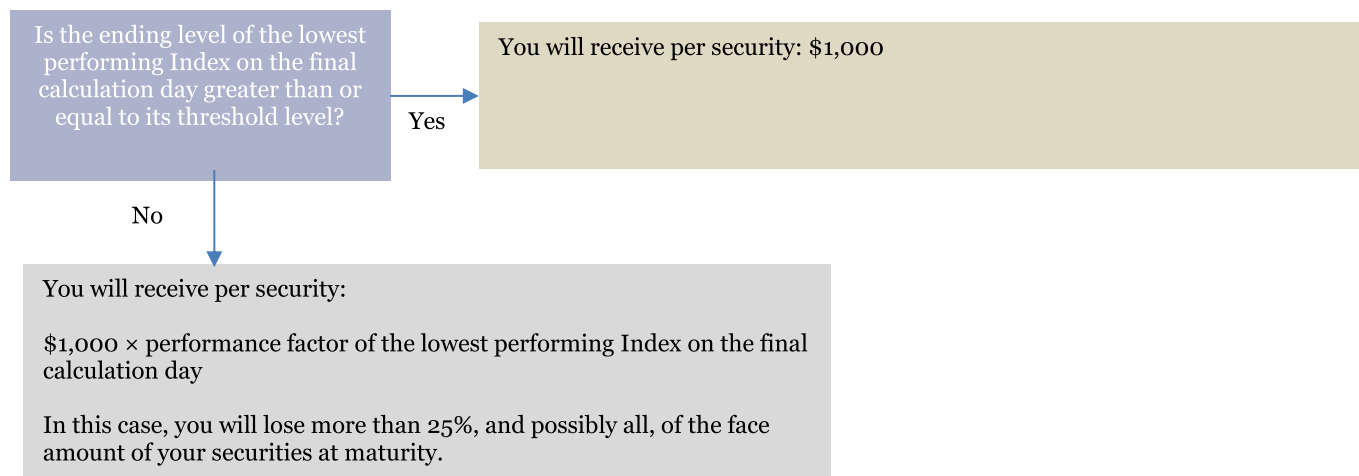 Is the ending level of the lowest
performing Index on the final
calculation day greater than or
equal to its threshold level?
You will receive per security: $1,000
Yes
No
You will receive per security:
$1,000 × performance factor of the lowest performing Index on the final
calculation day
In this case, you will lose more than 25%, and possibly all, of the face
amount of your securities at maturity.